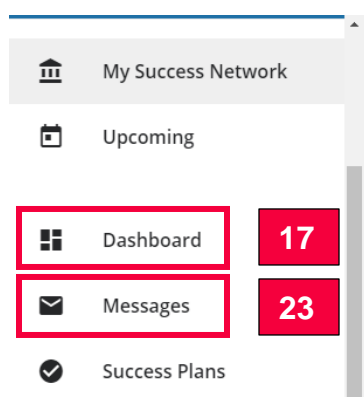 My Success Network
Upcoming
Dashboard 17
Messages 23
Success Plans